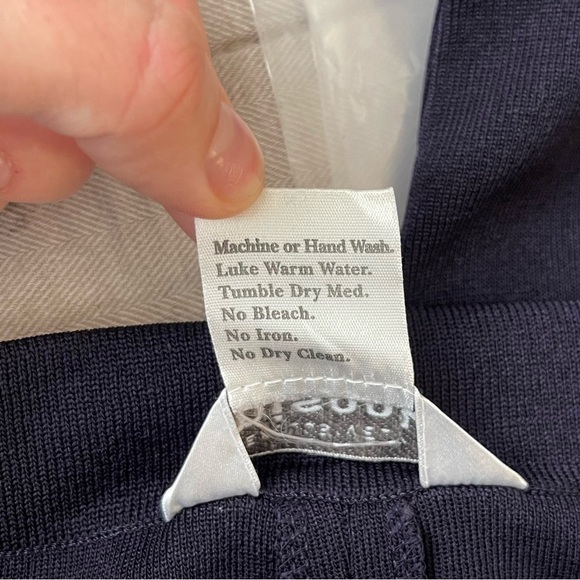 Machine or Hand Wash.
Luke Warm Water.
Tumble Dry Med.
No Bleach.
No Iron.
No Dry Clean.